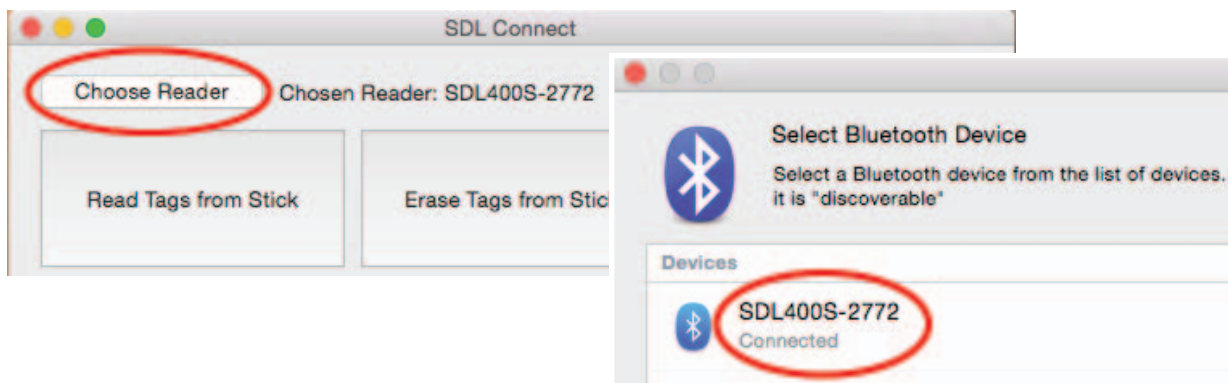 SDL Connect
Choose Reader
Chosen Reader: SDL400S-2772
Read Tags from Stick
Erase Tags from Stic
Select Bluetooth Device
Select a Bluetooth device from the list of devices.
it is "discoverable"
Devices
SDL400S-2772
Connected